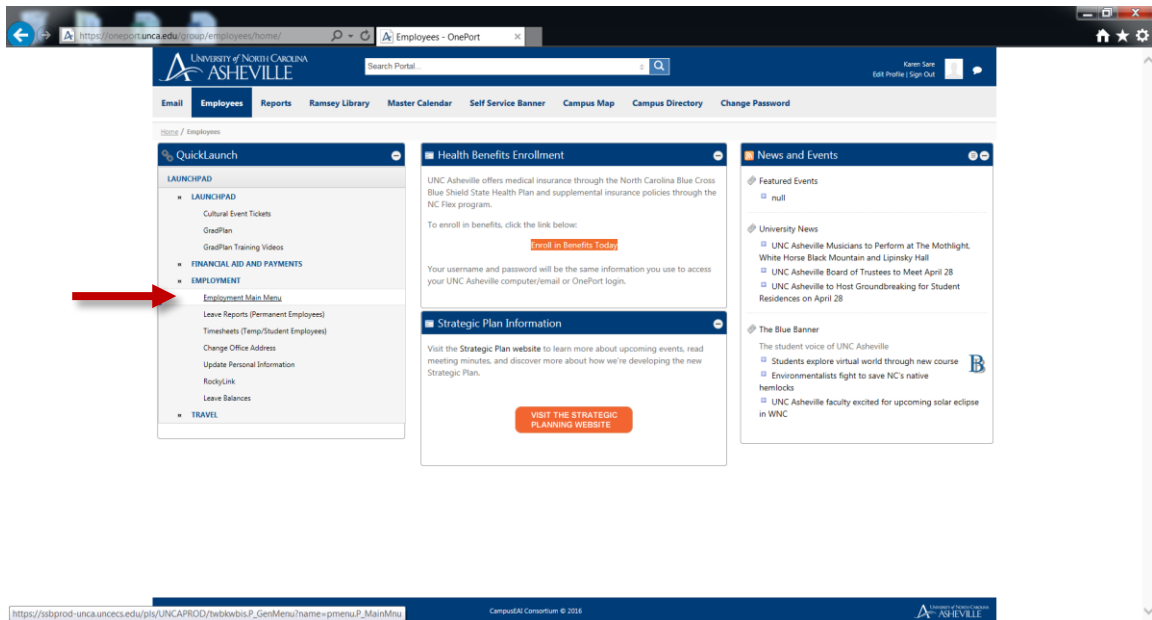 https://oneport.unca.edu/group/employees/home/
Employees - OnePort
UNIVERSITY of NORTH CAROLINA
ASHEVILLE
Search Portal...
Karen Sare
Edit Profile | Sign Out
Email Employees Reports Ramsey Library Master Calendar Self Service Banner Campus Map Campus Directory Change Password
Home / Employees
QuickLaunch
LAUNCHPAD
LAUNCHPAD
Cultural Event Tickets
GradPlan
GradPlan Training Videos
FINANCIAL AID AND PAYMENTS
EMPLOYMENT
Employment Main Menu
Leave Reports (Permanent Employees)
Timesheets (Temp/Student Employees)
Change Office Address
Update Personal Information
RockyLink
Leave Balances
TRAVEL
Health Benefits Enrollment
UNC Asheville offers medical insurance through the North Carolina Blue Cross
Blue Shield State Health Plan and supplemental insurance policies through the
NC Flex program.
To enroll in benefits, click the link below:
Enroll in Benefits Today
Your username and password will be the same information you use to access
your UNC Asheville computer/email or OnePort login.
Strategic Plan Information
Visit the Strategic Plan website to learn more about upcoming events, read
meeting minutes, and discover more about how we're developing the new
Strategic Plan.
VISIT THE STRATEGIC
PLANNING WEBSITE
News and Events
Featured Events
null
University News
UNC Asheville Musicians to Perform at The Mothlight,
White Horse Black Mountain and Lipinsky Hall
UNC Asheville Board of Trustees to Meet April 28
UNC Asheville to Host Groundbreaking for Student
Residences on April 28
The Blue Banner
The student voice of UNC Asheville
Students explore virtual world through new course
Environmentalists fight to save NC's native
hemlocks
UNC Asheville faculty excited for upcoming solar eclipse
in WNC
B
https://ssbprod-unca.uncecs.edu/pls/UNCAPROD/twbkwbis.P_GenMenu?name=pmenu.P_MainMnu
CampusEAI Consortium © 2016
UNIVERSITY of NORTH CAROLINA
ASHEVILLE